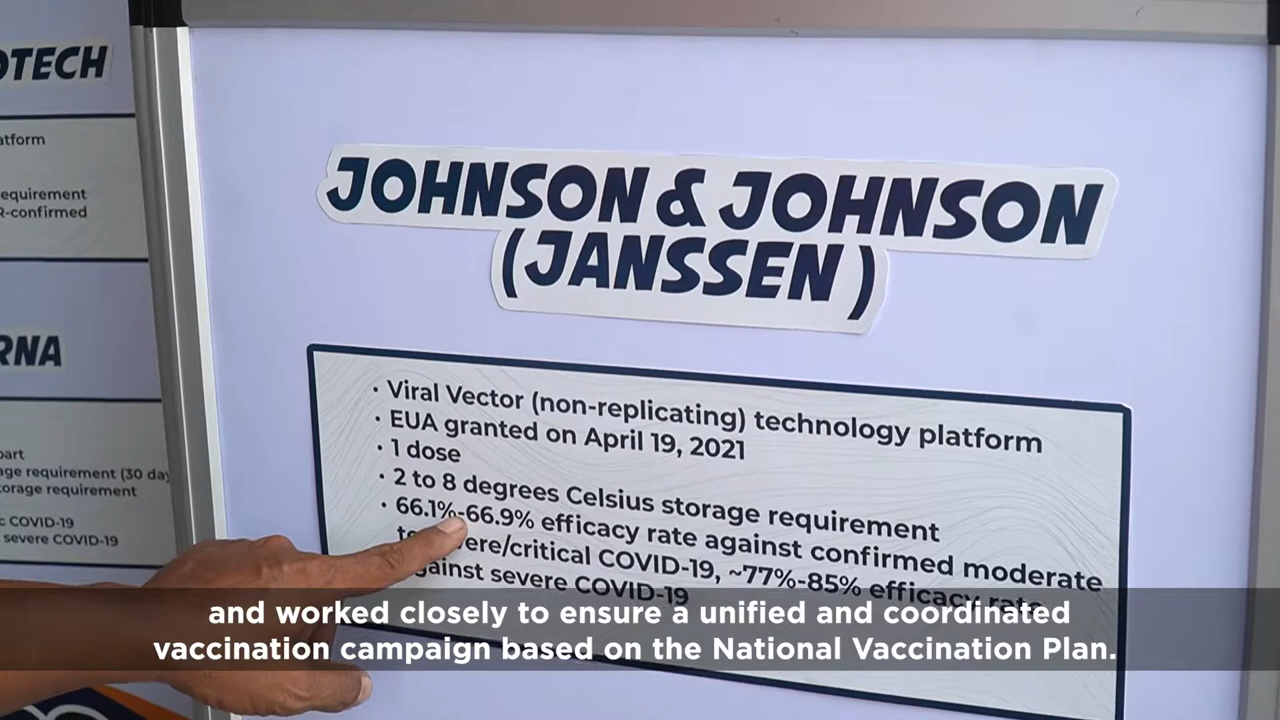 OTECH
atform
equirement
R-confirmed
RNA
part
age requirement (30 day
torage requirement
c COVID-19
severe COVID-19
JOHNSON & JOHNSON
(JANSSEN)
• Viral Vector (non-replicating) technology platform
• EUA granted on April 19, 2021
• 1 dose
• 2 to 8 degrees Celsius storage requirement
• 66.1%-66.9% efficacy rate against confirmed moderate
ere/critical COVID-19, ~77%-85% efficacy rate
against severe COVID-19
and worked closely to ensure a unified and coordinated
vaccination campaign based on the National Vaccination Plan.